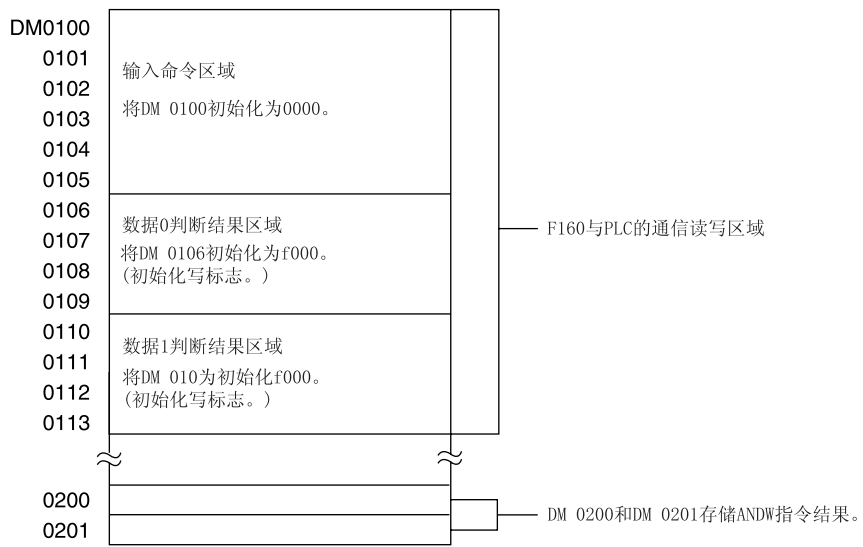 DM0100
0101
0102
0103
0104
0105
0106
0107
0108
0109
0110
0111
0112
0113
0200
0201
输入命令区域
将DM 0100初始化为0000。
数据0判断结果区域
将DM 0106初始化为f000。
(初始化写标志。)
数据1判断结果区域
将DM 010为初始化f000。
(初始化写标志。)
F160与PLC的通信读写区域
DM 0200和DM 0201存储ANDW指令结果。